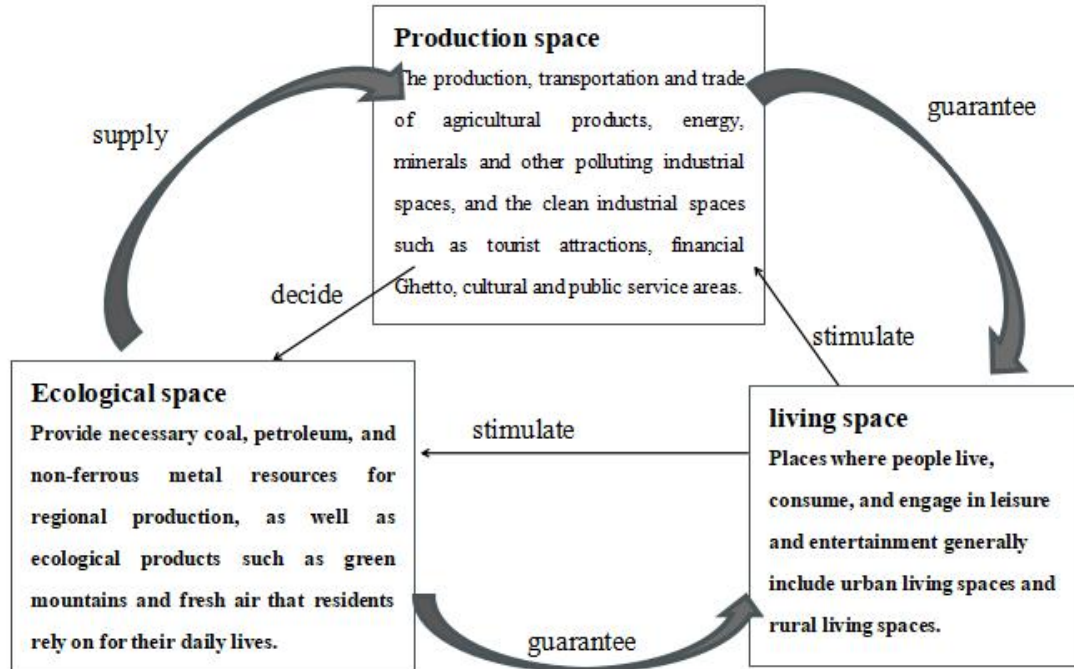 Production space
The production, transportation and trade
of agricultural products, energy,
minerals and other polluting industrial
spaces, and the clean industrial spaces
such as tourist attractions, financial
Ghetto, cultural and public service areas.
supply
guarantee
decide
stimulate
Ecological space
Provide necessary coal, petroleum, and
non-ferrous metal resources for
regional production, as well as
ecological products such as green
mountains and fresh air that residents
rely on for their daily lives.
stimulate
living space
Places where people live,
consume, and engage in leisure
and entertainment generally
include urban living spaces and
rural living spaces.
guarantee